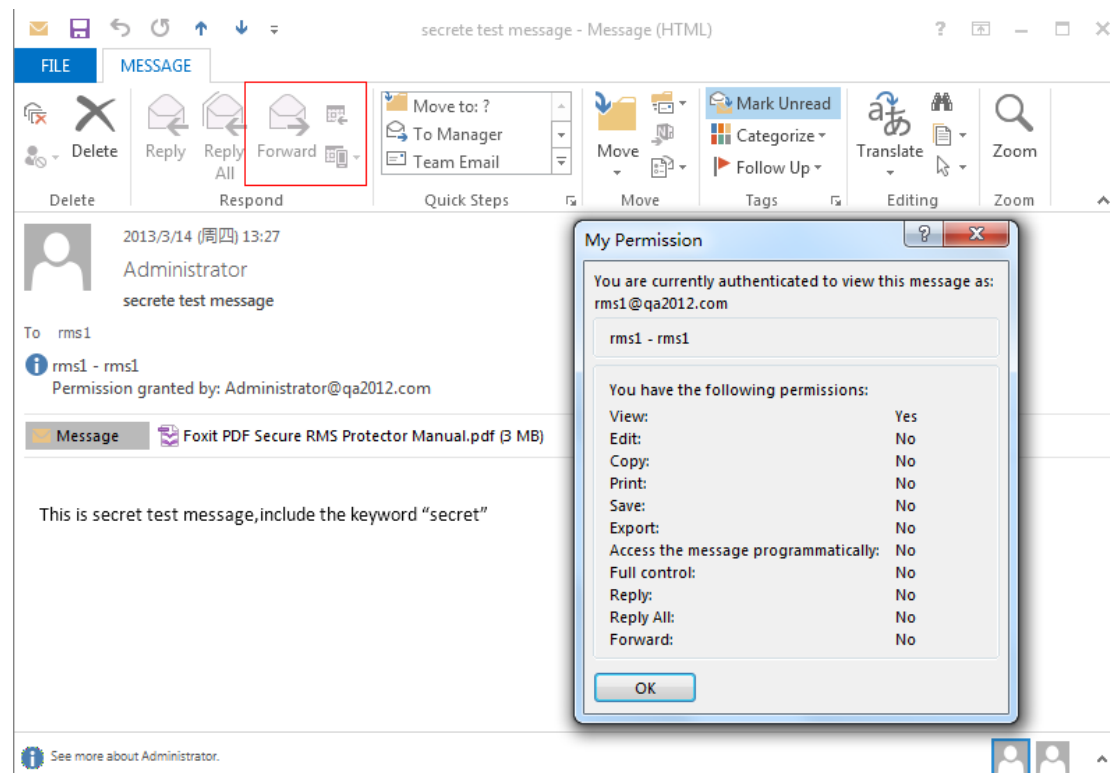 secrete test message - Message (HTML)
?
FILE
MESSAGE
Delete
Reply
Reply All
Forward
Move to: ?
To Manager
Team Email
Move
Mark Unread
Categorize
Follow Up
Translate
Zoom
Delete
Respond
Quick Steps
Move
Tags
Editing
Zoom
2013/3/14 (周四) 13:27
Administrator
secrete test message
To rms1
rms1 - rms1
Permission granted by: Administrator@qa2012.com
Message
Foxit PDF Secure RMS Protector Manual.pdf (3 MB)
This is secret test message,include the keyword “secret”
My Permission
You are currently authenticated to view this message as:
rms1@qa2012.com
rms1 - rms1
You have the following permissions:
View: Yes
Edit: No
Copy: No
Print: No
Save: No
Export: No
Access the message programmatically: No
Full control: No
Reply: No
Reply All: No
Forward: No
OK
See more about Administrator.